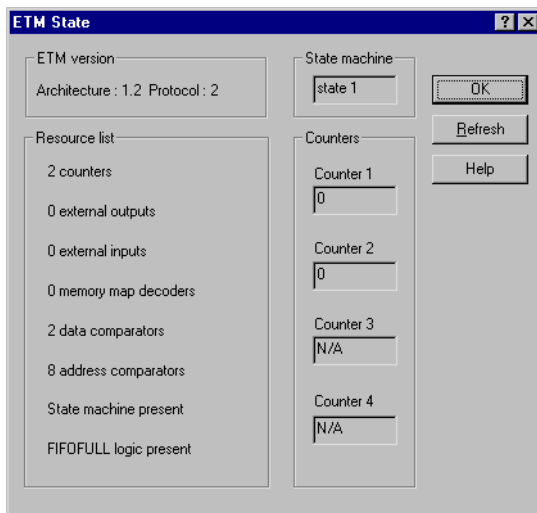 ETM State
ETM version
Architecture : 1.2 Protocol : 2
State machine
state 1
OK
Refresh
Help
Resource list
2 counters
0 external outputs
0 external inputs
0 memory map decoders
2 data comparators
8 address comparators
State machine present
FIFOFULL logic present
Counters
Counter 1
0
Counter 2
0
Counter 3
N/A
Counter 4
N/A